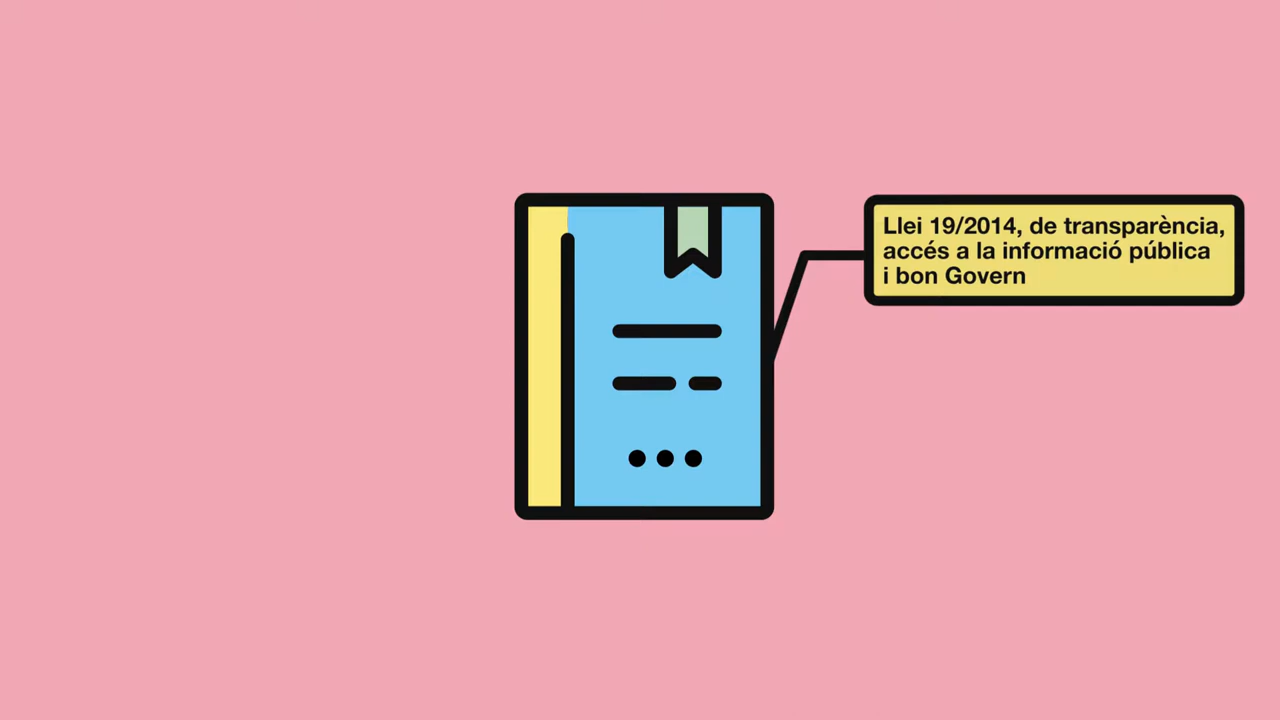 Llei 19/2014, de transparència,
accés a la informació pública
i bon Govern